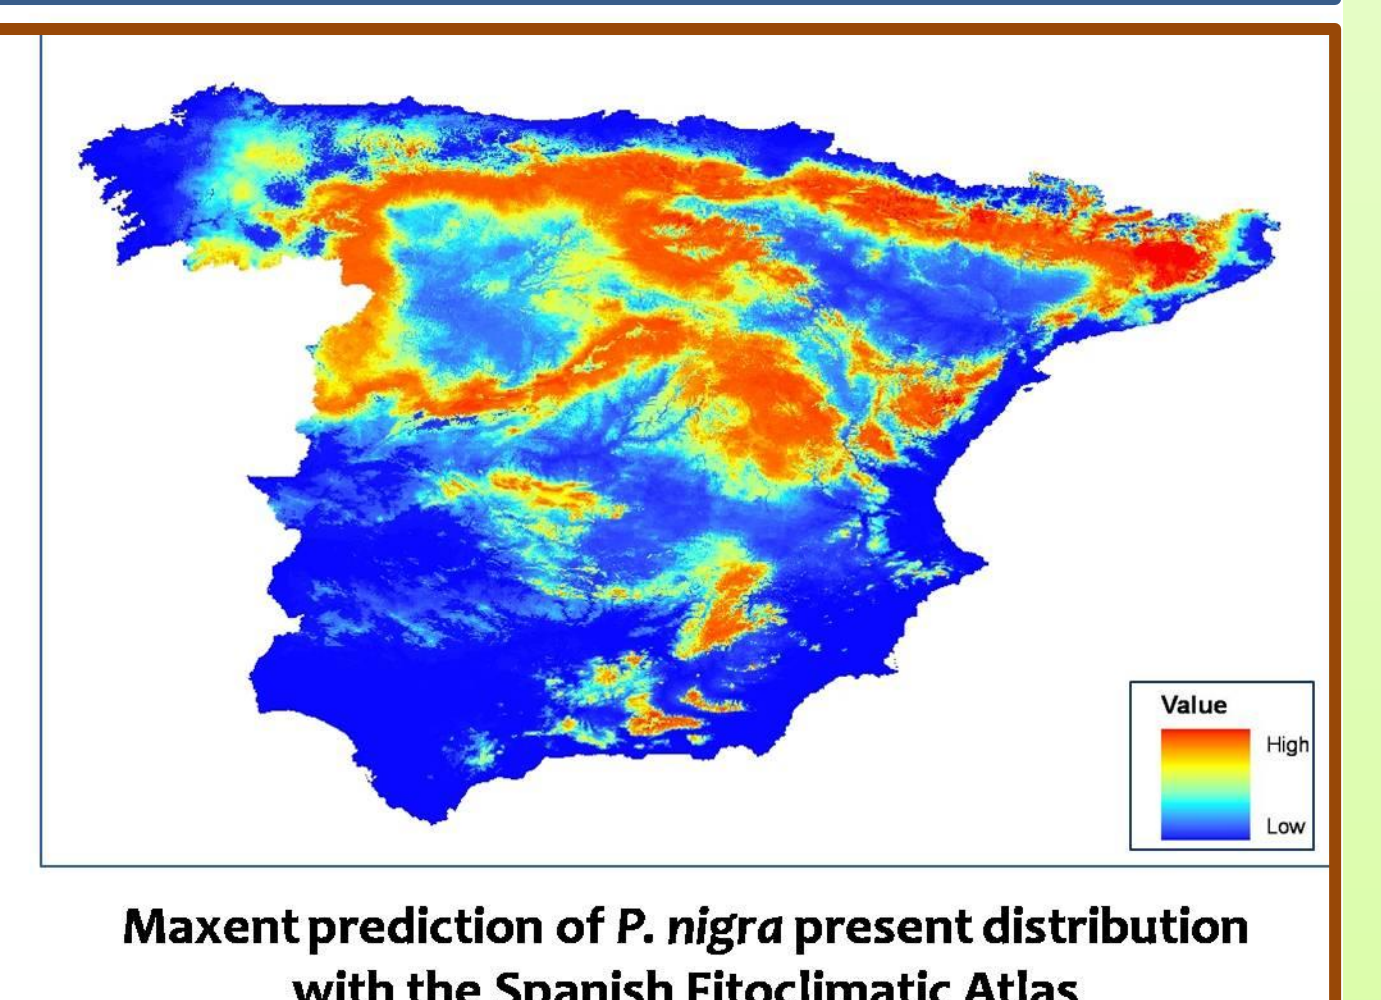 Value
High
Low
Maxent prediction of P. nigra present distribution
with the Spanish Fitoclimatic Atlas